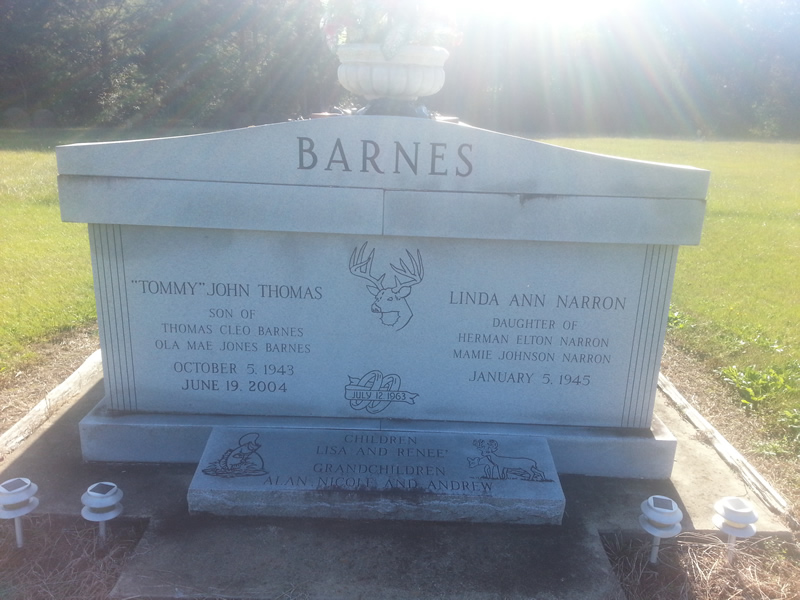 BARNES
"TOMMY" JOHN THOMAS
SON OF
THOMAS CLEO BARNES
OLA MAE JONES BARNES
OCTOBER 5, 1943
JUNE 19, 2004
LINDA ANN NARRON
DAUGHTER OF
HERMAN ELTON NARRON
MAMIE JOHNSON NARRON
JANUARY 5, 1945
JULY 12, 1963
CHILDREN
LISA AND RENEE'
GRANDCHILDREN
ALAN, NICOLE AND ANDREW